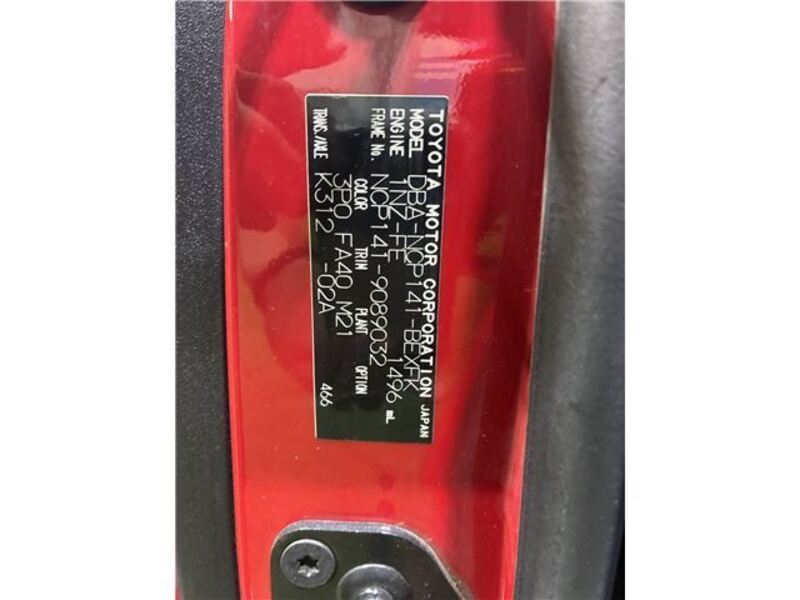 TOYOTA MOTOR CORPORATION JAPAN
MODEL DBA-NCP141-BEXFK
ENGINE 1NZ-FE 1496 mL
FRAME No. NCP141-9089032
COLOR TRIM PLANT OPTION
3P0 FA40 M21
TRANS./AXLE K312 -02A 466